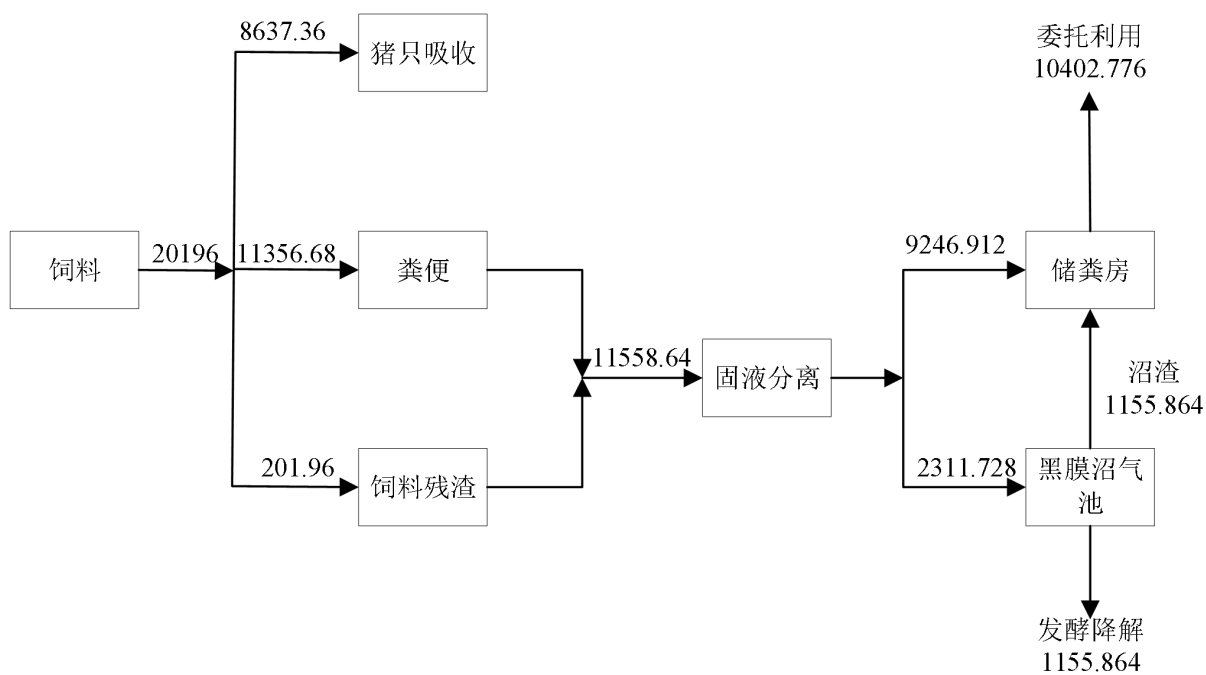 8637.36
猪只吸收
委托利用
10402.776
饲料
20196
11356.68
粪便
9246.912
储粪房
11558.64
固液分离
沼渣
1155.864
201.96
饲料残渣
2311.728
黑膜沼气
池
发酵降解
1155.864